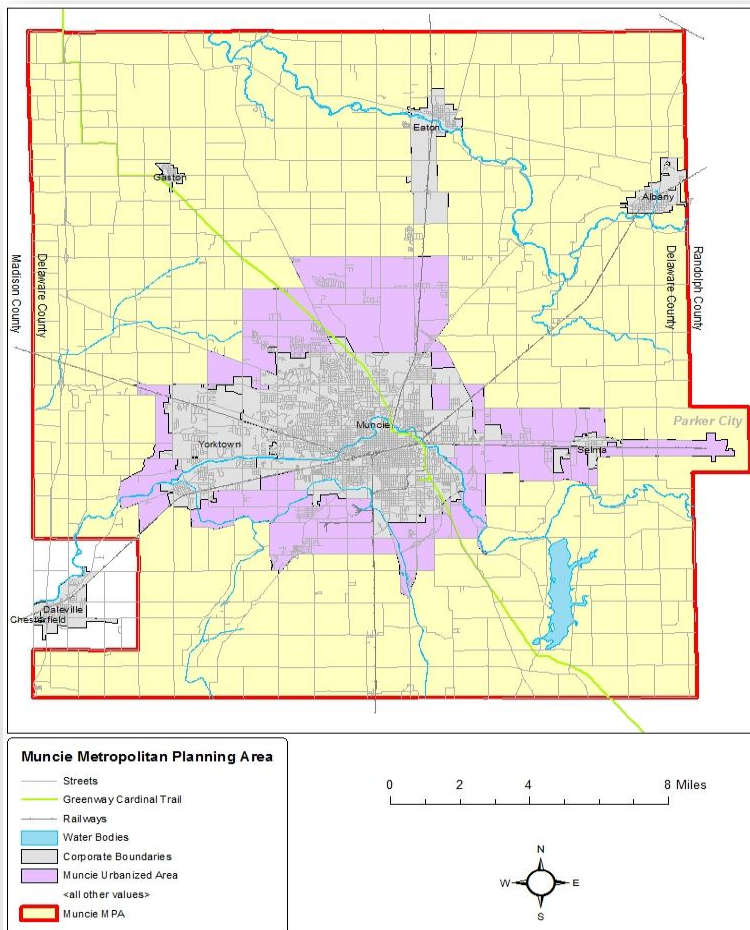 Eaton
Gaston
Albany
Madison County
Delaware County
Delaware County
Randolph County
Muncie
Parker City
Yorktown
Selma
Daleville
Chesterfield
Muncie Metropolitan Planning Area
Streets
Greenway Cardinal Trail
Railways
Water Bodies
Corporate Boundaries
Muncie Urbanized Area
<all other values>
Muncie MPA
0 2 4 8 Miles
N
W E
S